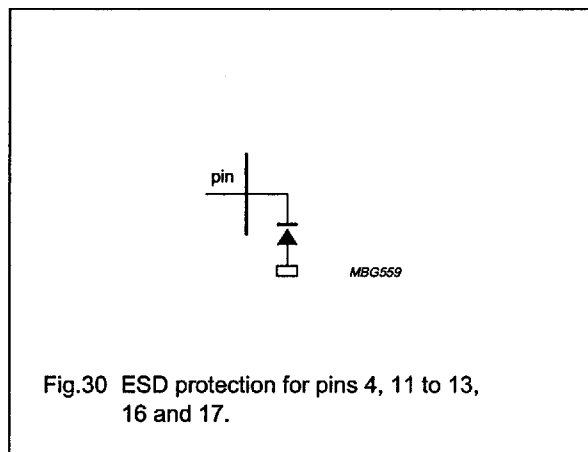 pin
MBG559
Fig.30 ESD protection for pins 4, 11 to 13,
16 and 17.